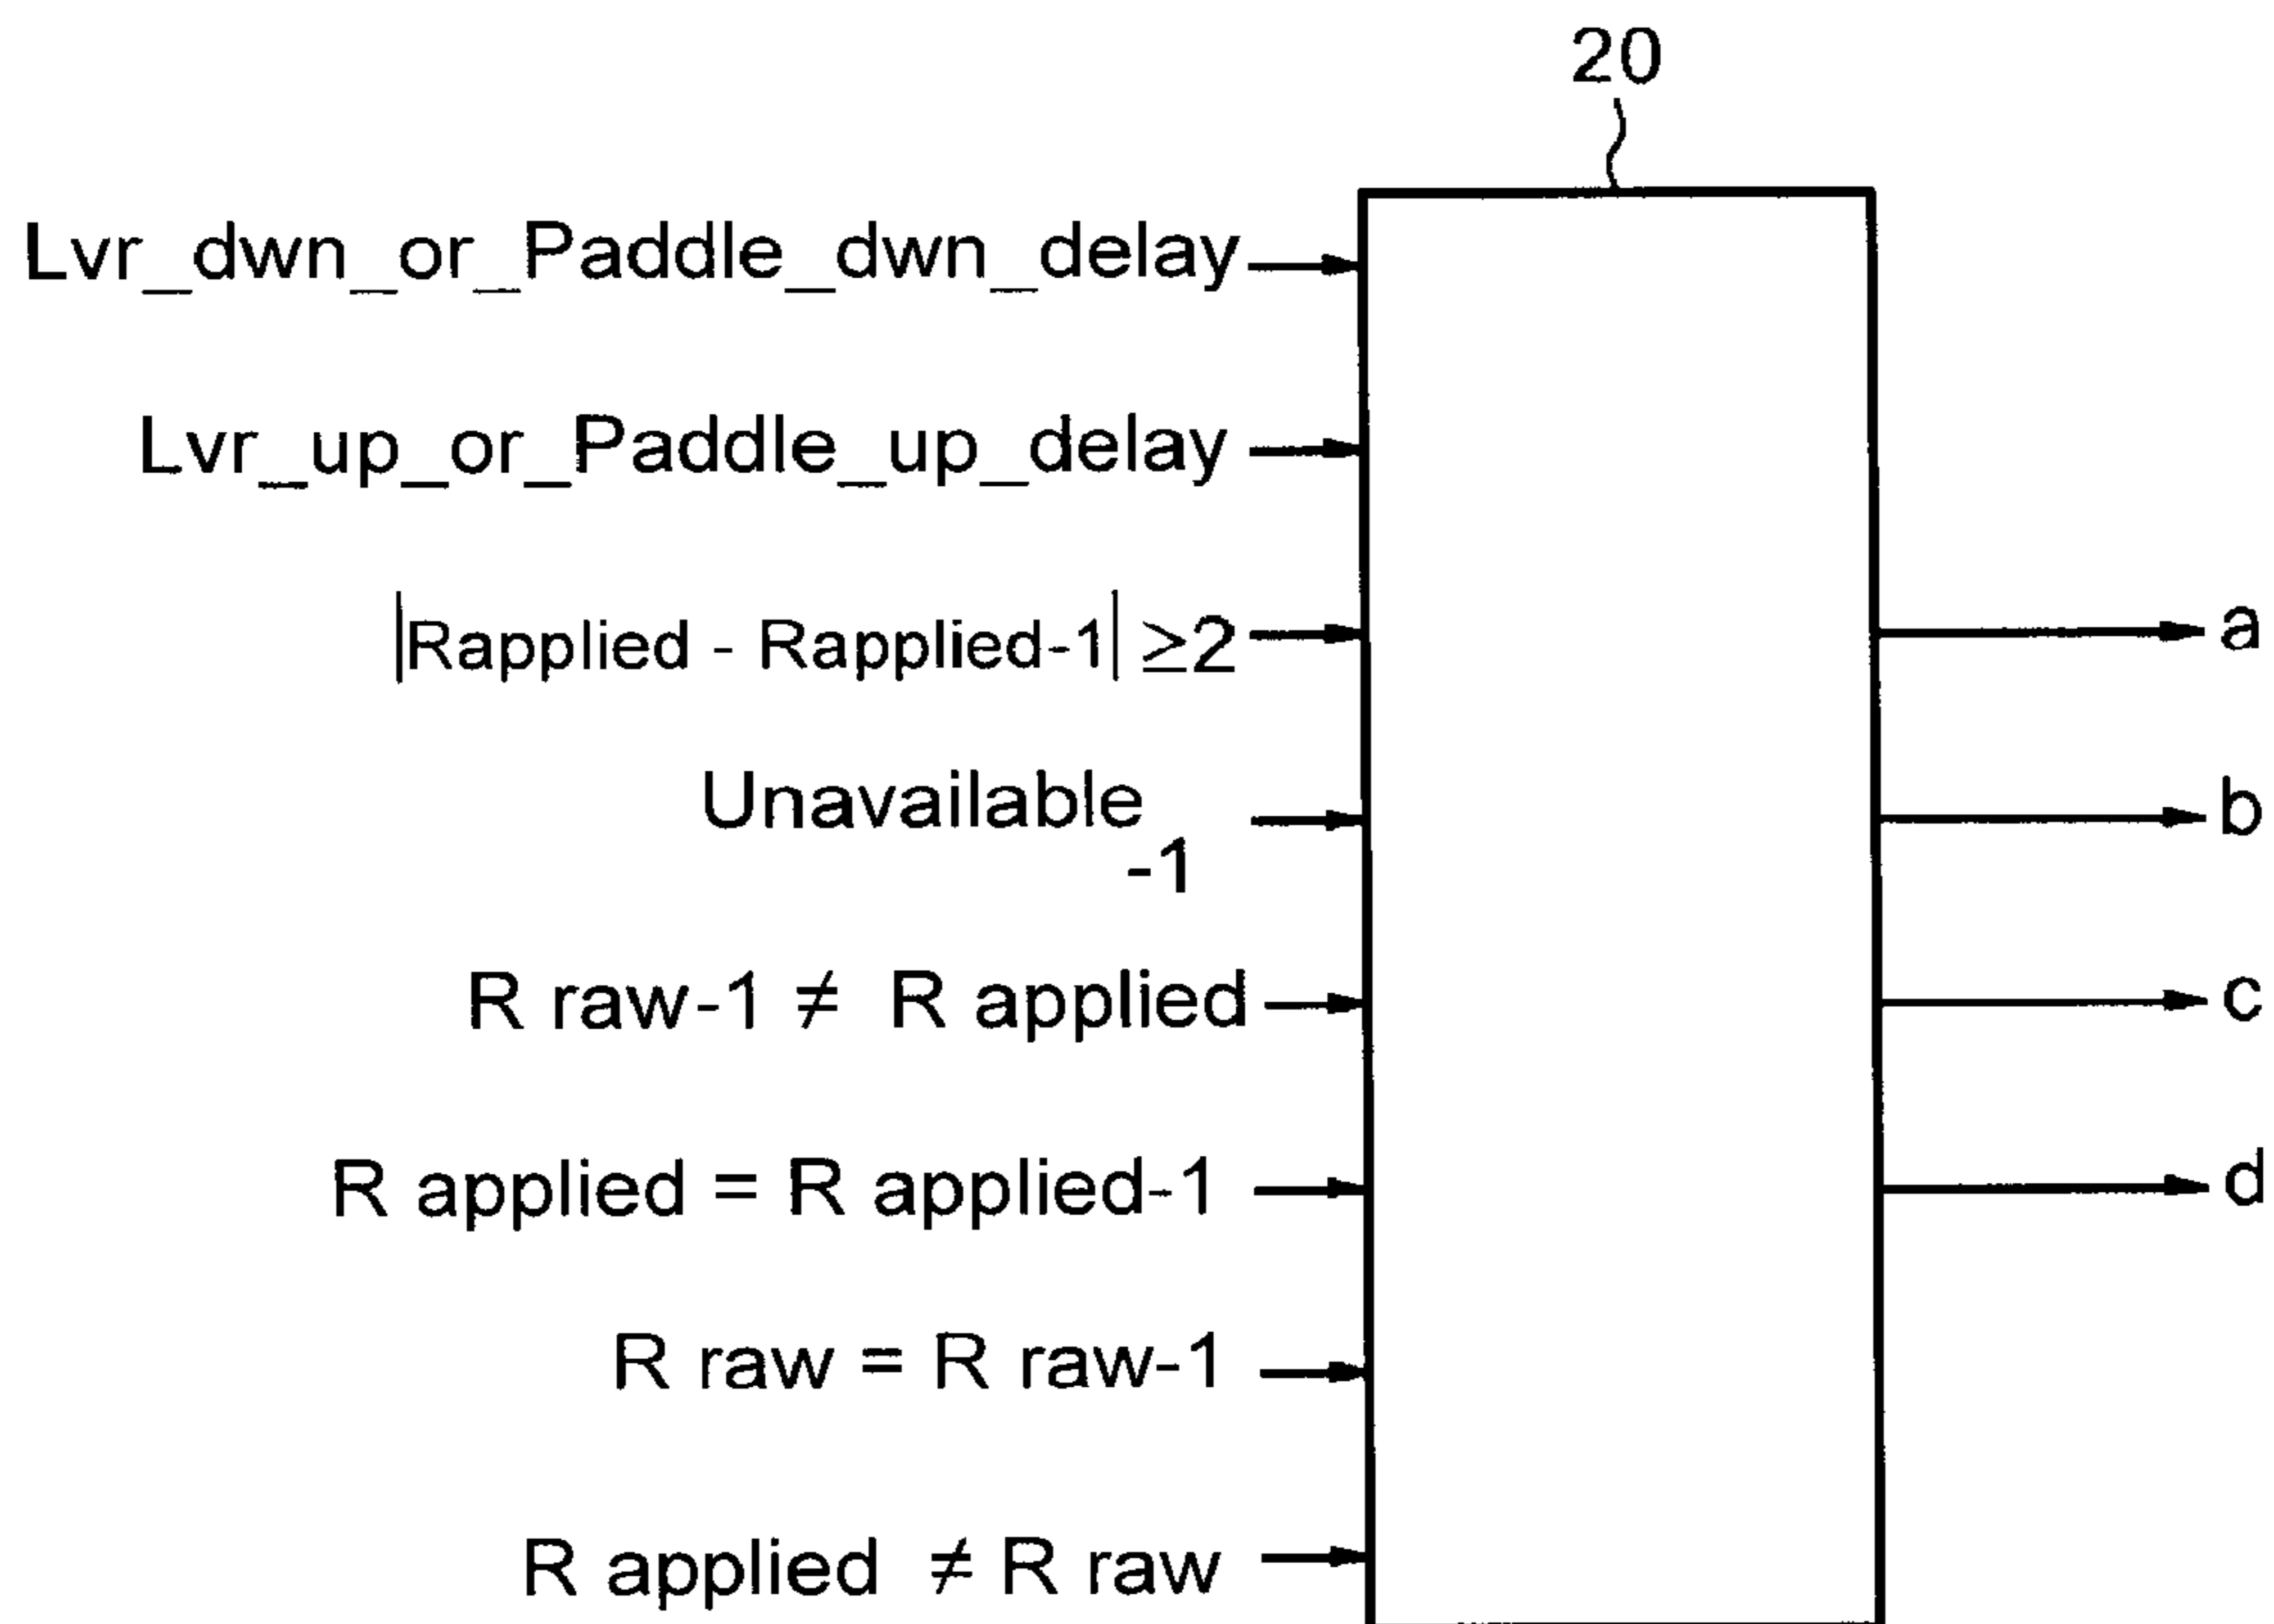 20
Lvr_dwn_or_Paddle_dwn_delay
Lvr_up_or_Paddle_up_delay
|Rapplied - Rapplied-1| ≥2
a
Unavailable
-1
b
R raw-1 ≠ R applied
c
R applied = R applied-1
d
R raw = R raw-1
R applied ≠ R raw